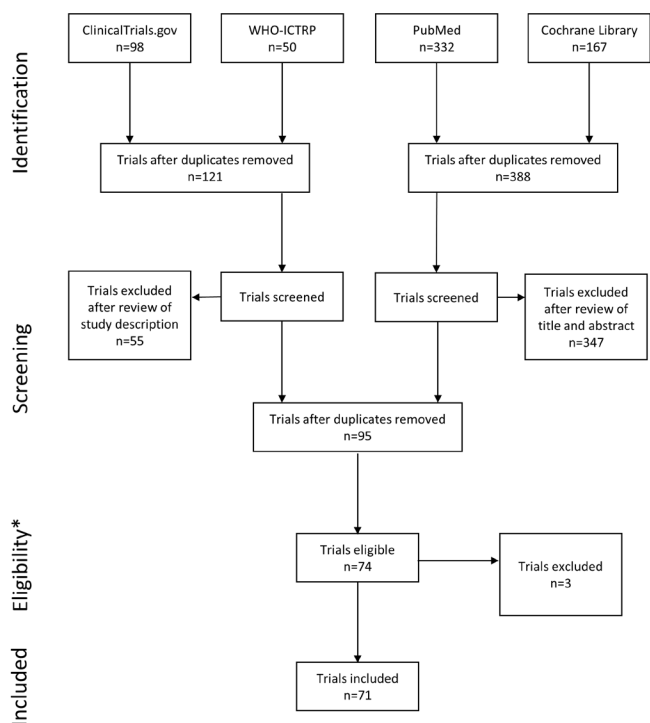 Identification
ClinicalTrials.gov
n=98
WHO-ICTRP
n=50
PubMed
n=332
Cochrane Library
n=167
Trials after duplicates removed
n=121
Trials after duplicates removed
n=388
Screening
Trials excluded
after review of
study description
n=55
Trials screened
Trials screened
Trials excluded
after review of
title and abstract
n=347
Trials after duplicates removed
n=95
Eligibility*
Trials eligible
n=74
Trials excluded
n=3
Included
Trials included
n=71